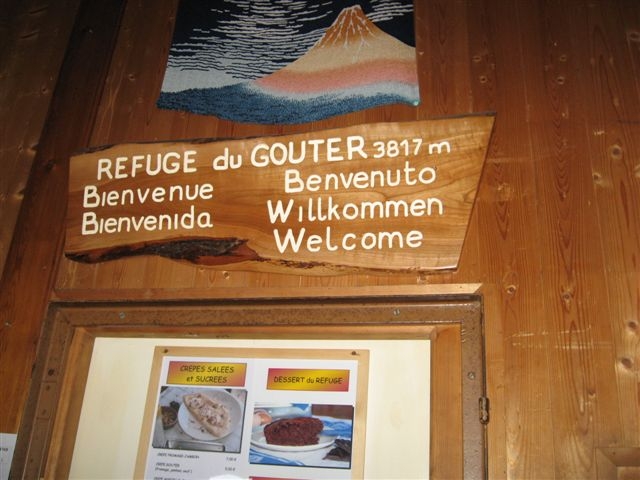 REFUGE du GOUTER 3817 m
Bienvenue
Benvenuto
Bienvenida
Willkommen
Welcome
CREPES SALEES
et SUCREES
DESSERT du REFUGE